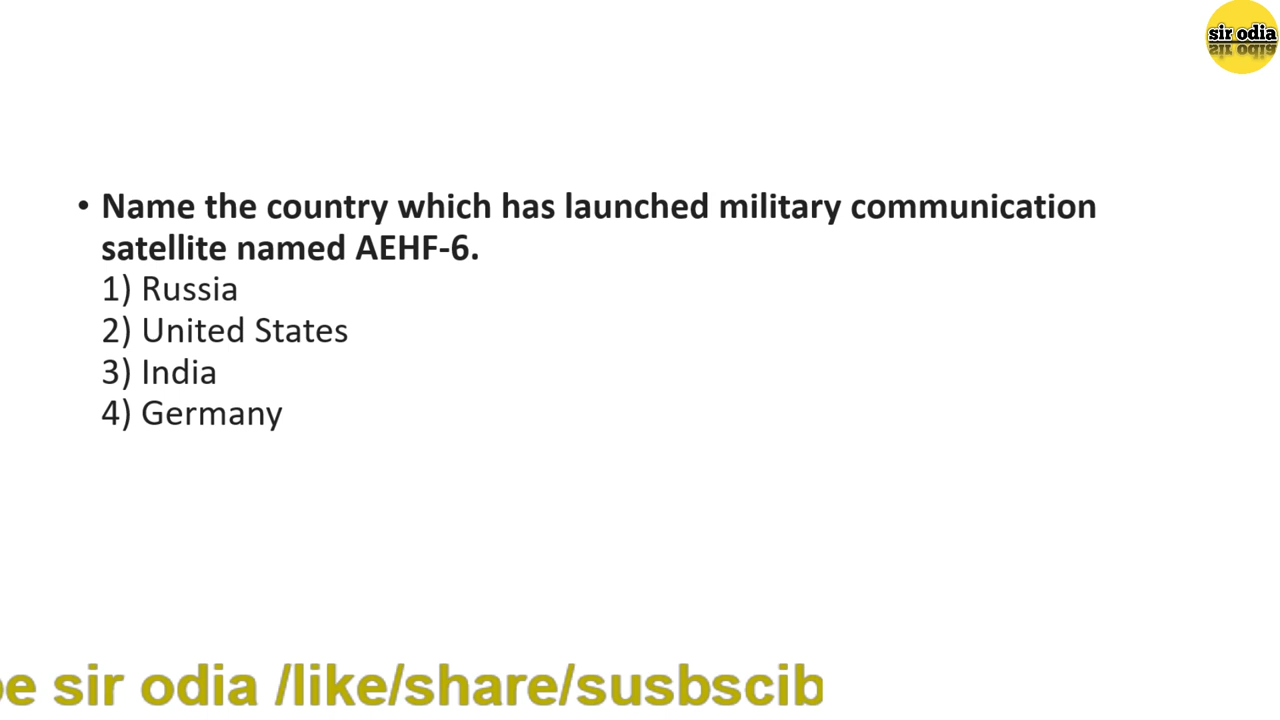 sir odia
• Name the country which has launched military communication
satellite named AEHF-6.
1) Russia
2) United States
3) India
4) Germany
be sir odia /like/share/susbscib